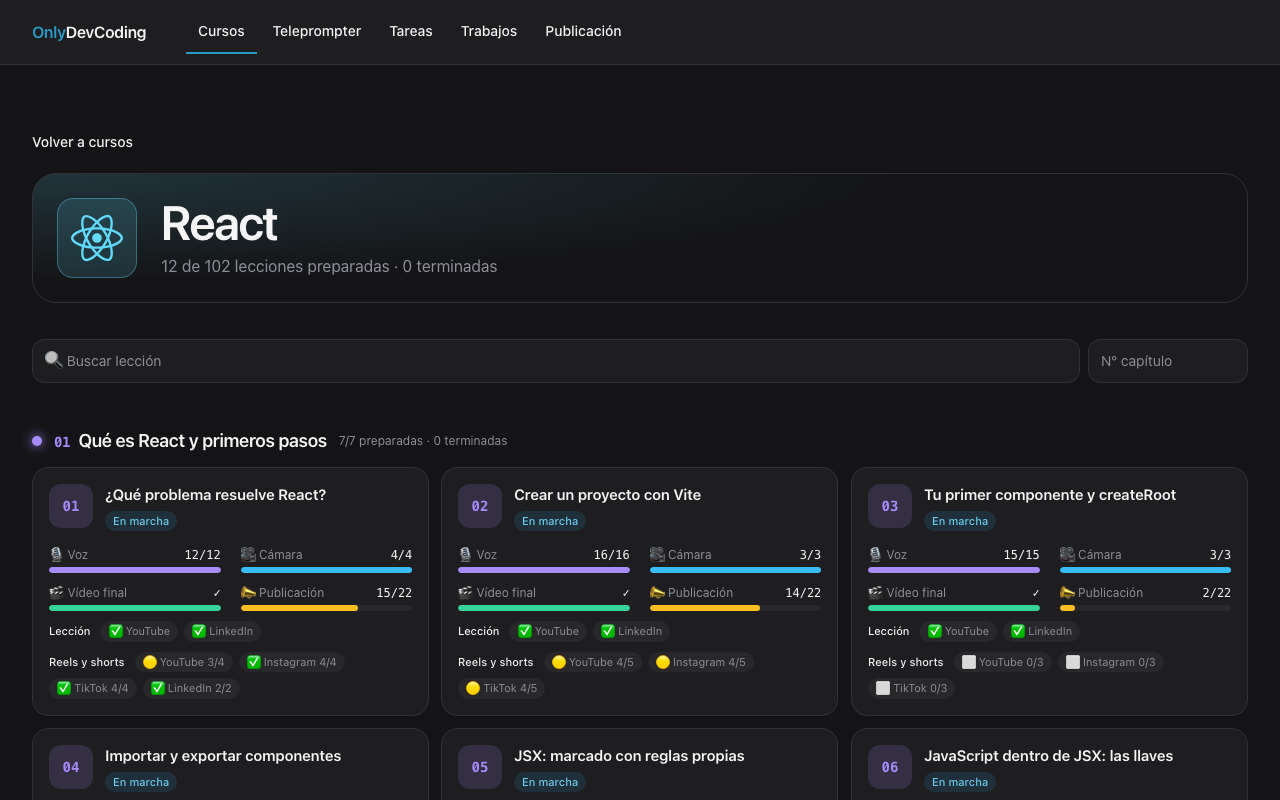 OnlyDevCoding Cursos Teleprompter Tareas Trabajos Publicación
Volver a cursos
React
12 de 102 lecciones preparadas · 0 terminadas
Buscar lección
N° capítulo
01 Qué es React y primeros pasos 7/7 preparadas · 0 terminadas
01 ¿Qué problema resuelve React?
En marcha
Voz 12/12 Cámara 4/4
Vídeo final ✓ Publicación 15/22
Lección YouTube LinkedIn
Reels y shorts YouTube 3/4 Instagram 4/4
TikTok 4/4 LinkedIn 2/2
02 Crear un proyecto con Vite
En marcha
Voz 16/16 Cámara 3/3
Vídeo final ✓ Publicación 14/22
Lección YouTube LinkedIn
Reels y shorts YouTube 4/5 Instagram 4/5
TikTok 4/5
03 Tu primer componente y createRoot
En marcha
Voz 15/15 Cámara 3/3
Vídeo final ✓ Publicación 2/22
Lección YouTube LinkedIn
Reels y shorts YouTube 0/3 Instagram 0/3
TikTok 0/3
04 Importar y exportar componentes
En marcha
05 JSX: marcado con reglas propias
En marcha
06 JavaScript dentro de JSX: las llaves
En marcha